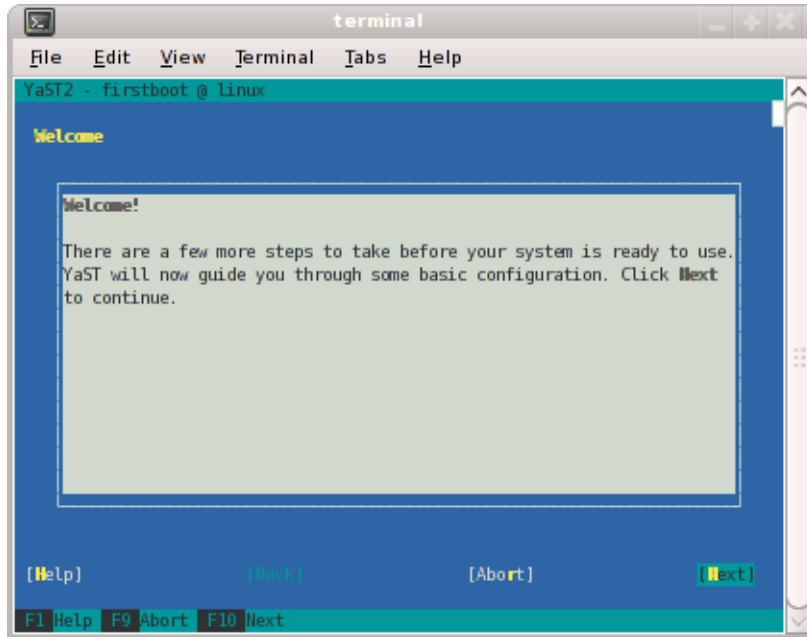 terminal
File Edit View Terminal Tabs Help
YaST2 - firstboot @ linux
Welcome
Welcome!
There are a few more steps to take before your system is ready to use.
YaST will now guide you through some basic configuration. Click Next
to continue.
[Help] [Back] [Abort] [Next]
F1 Help F9 Abort F10 Next